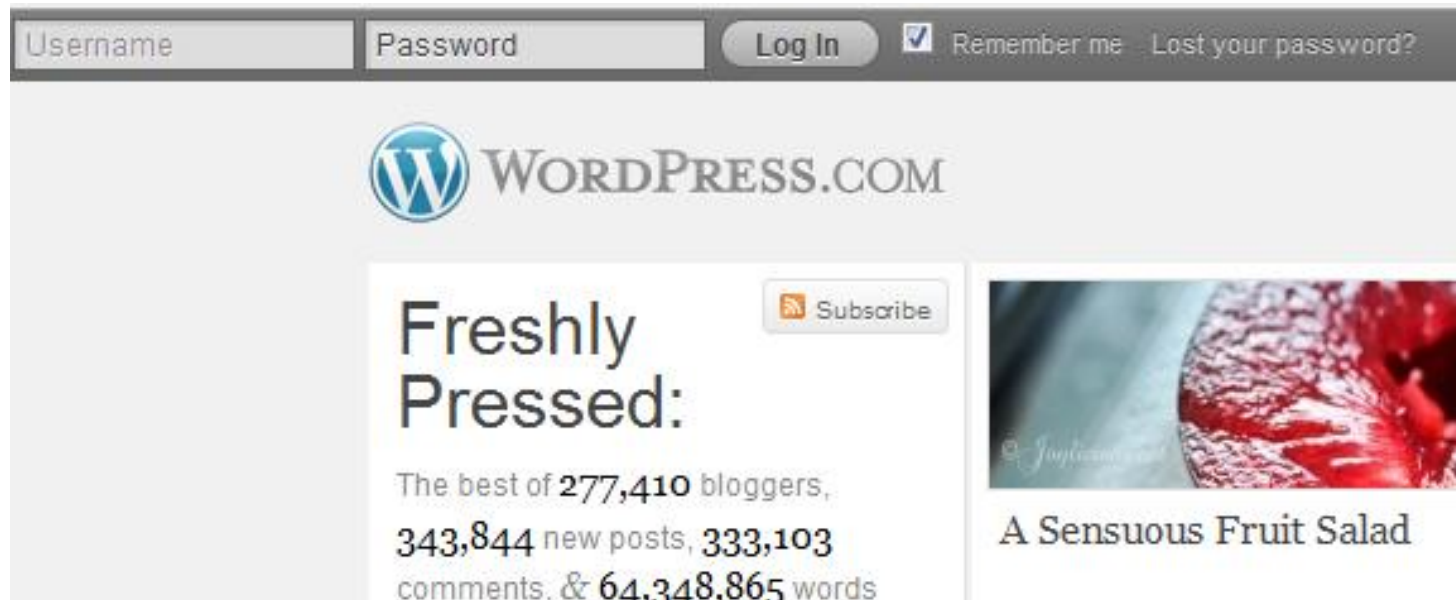 Username Password Log In Remember me Lost your password?
WORDPRESS.COM
Subscribe
Freshly
Pressed:
The best of 277,410 bloggers,
343,844 new posts, 333,103
comments, & 64,348,865 words
A Sensuous Fruit Salad